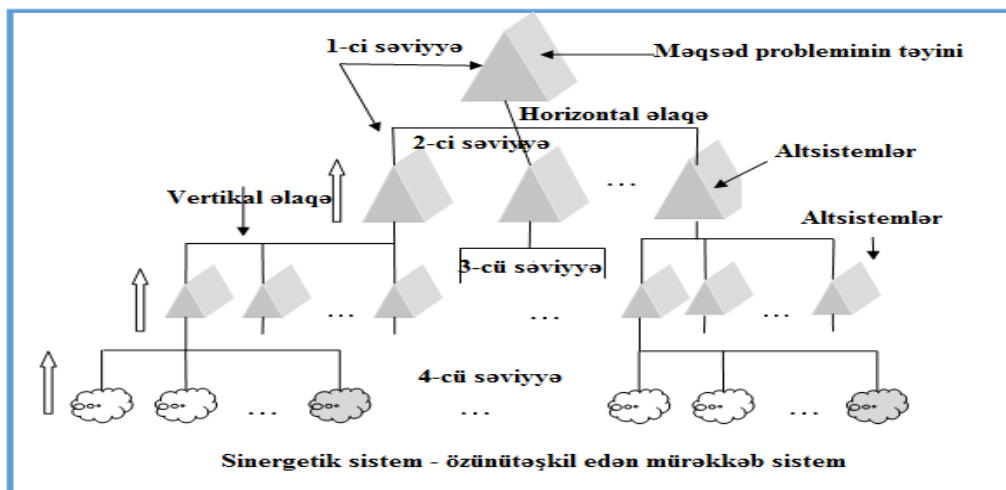 1-ci səviyyə
Məqsəd probleminin təyini
Horizontal əlaqə
2-ci səviyyə
Altsistemlər
...
Vertikal əlaqə
Altsistemlər
3-cü səviyyə
... ... ...
4-cü səviyyə
... ... ...
Sinergetik sistem - özünütəşkil edən mürəkkəb sistem